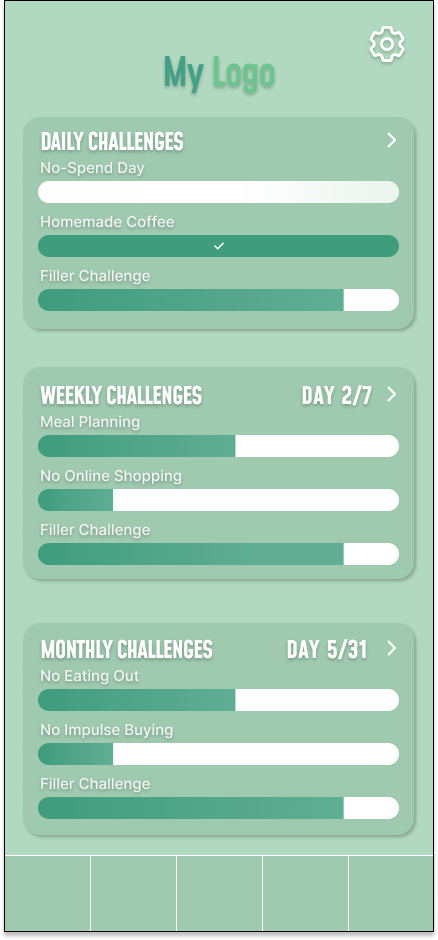 My Logo
DAILY CHALLENGES
No-Spend Day
Homemade Coffee
Filler Challenge
WEEKLY CHALLENGES DAY 2/7
Meal Planning
No Online Shopping
Filler Challenge
MONTHLY CHALLENGES DAY 5/31
No Eating Out
No Impulse Buying
Filler Challenge